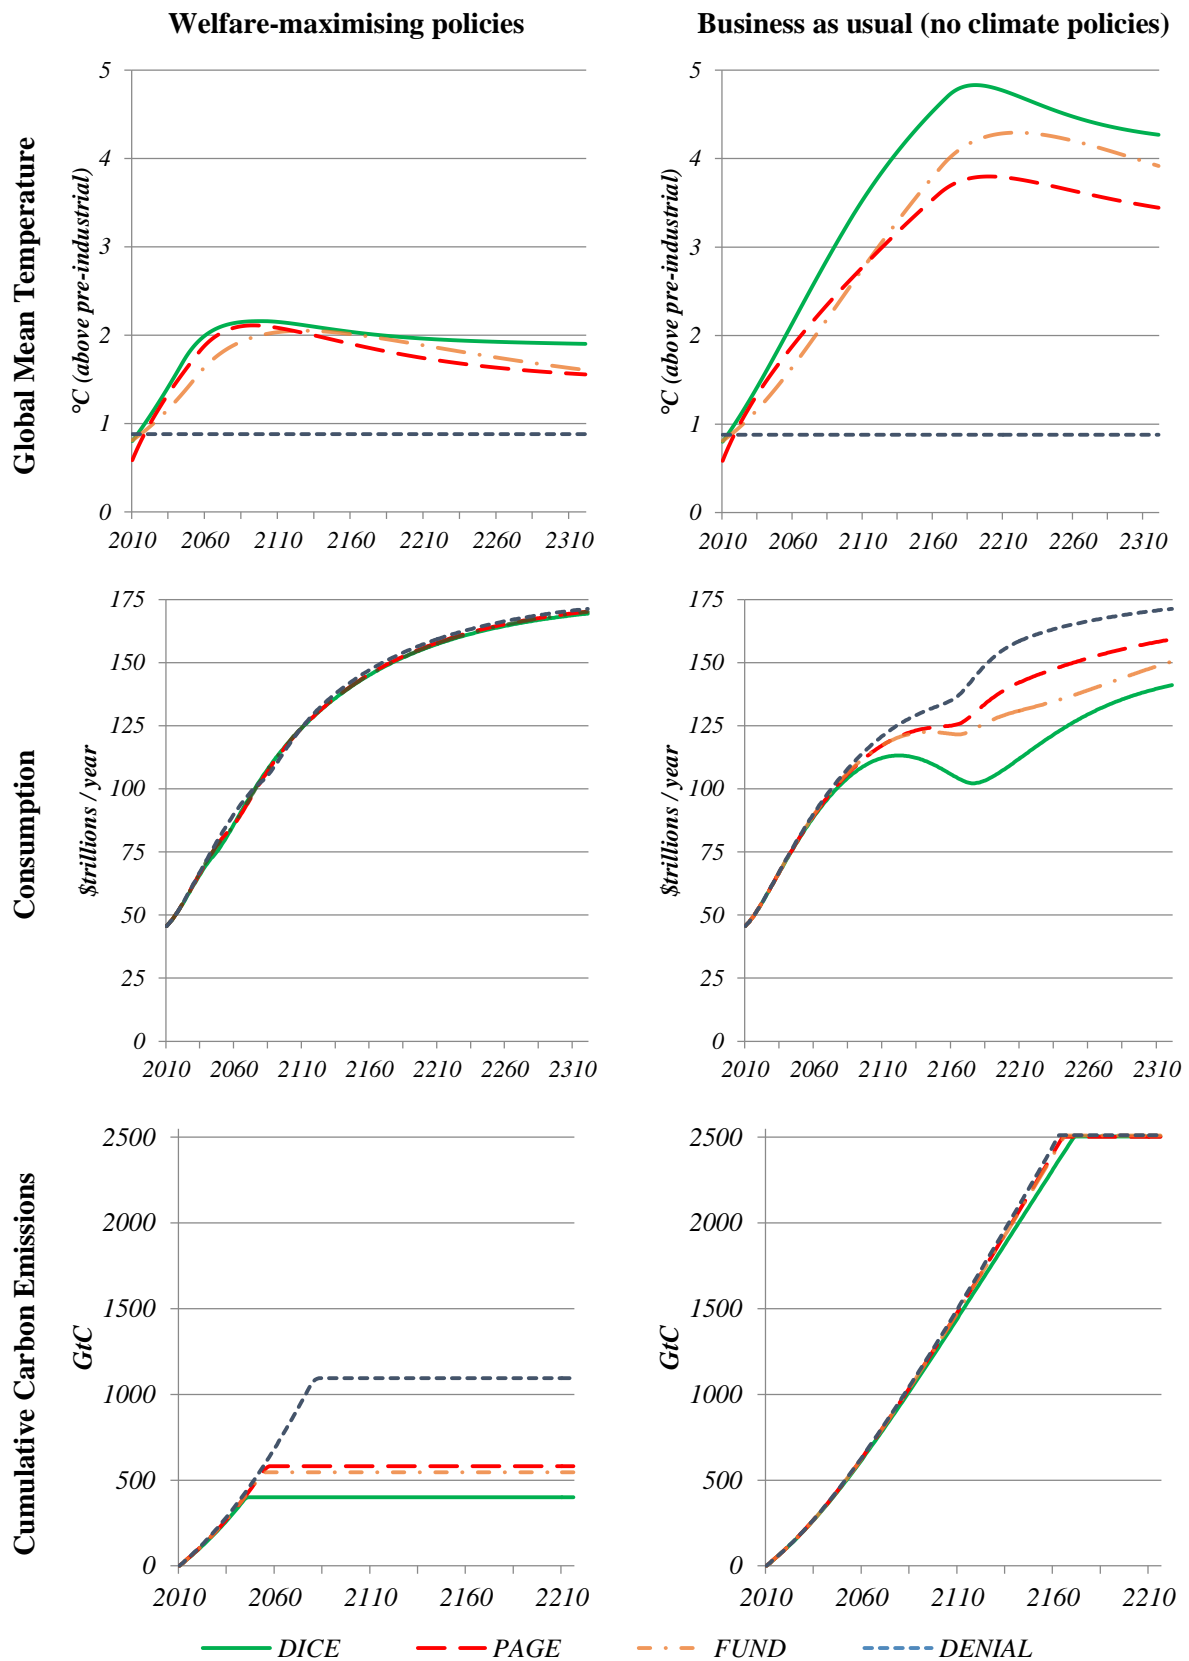 Welfare-maximising policies
Business as usual (no climate policies)
Global Mean Temperature
°C (above pre-industrial)
5
4
3
2
1
0
2010 2060 2110 2160 2210 2260 2310
°C (above pre-industrial)
5
4
3
2
1
0
2010 2060 2110 2160 2210 2260 2310
Consumption
$trillions / year
175
150
125
100
75
50
25
0
2010 2060 2110 2160 2210 2260 2310
$trillions / year
175
150
125
100
75
50
25
0
2010 2060 2110 2160 2210 2260 2310
Cumulative Carbon Emissions
GtC
2500
2000
1500
1000
500
0
2010 2060 2110 2160 2210
GtC
2500
2000
1500
1000
500
0
2010 2060 2110 2160 2210
DICE PAGE FUND DENIAL